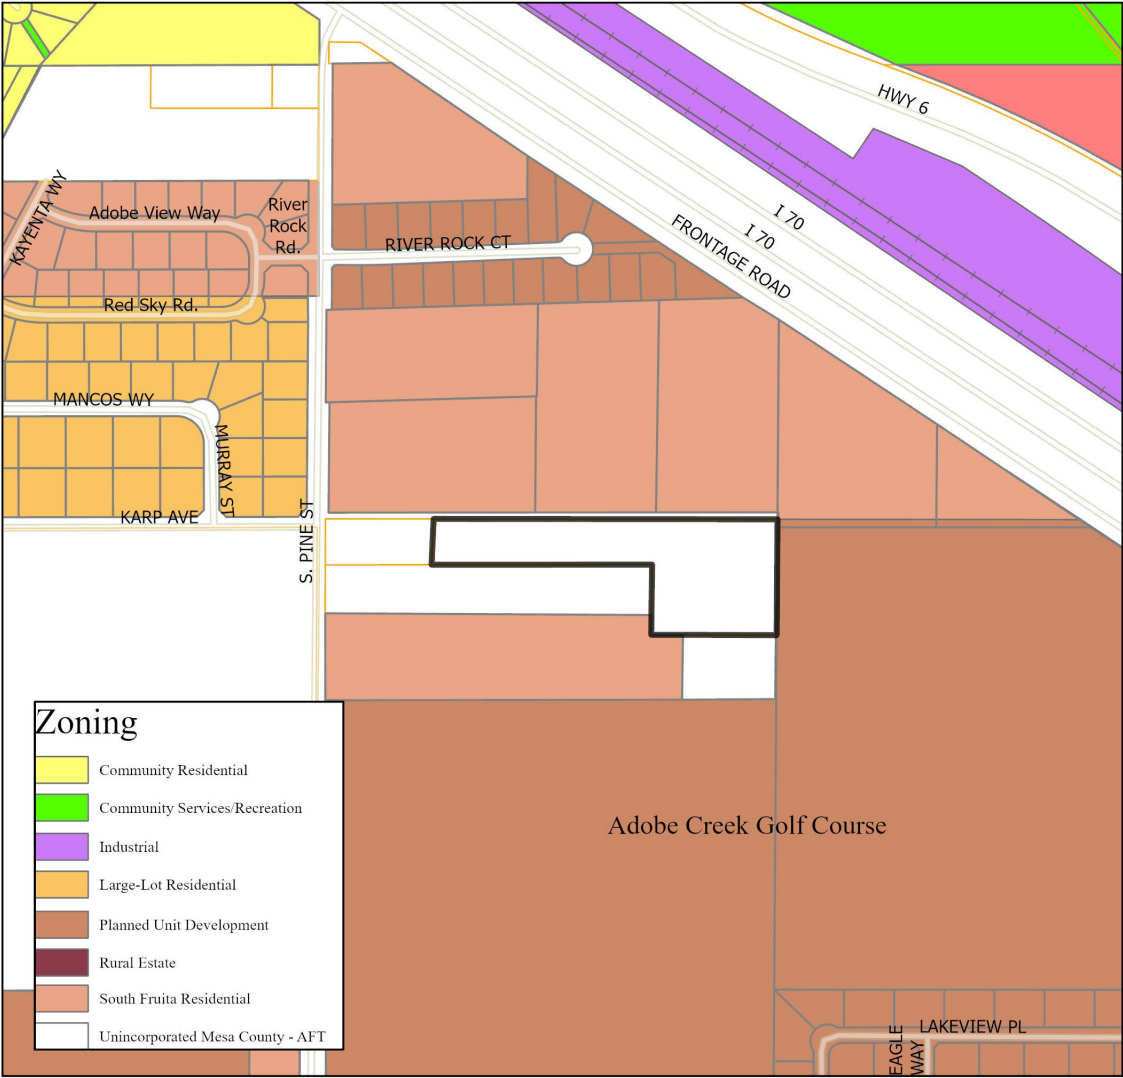 HWY 6
KAYENTA WY
Adobe View Way
River
Rock
Rd.
I 70
I 70
FRONTAGE ROAD
RIVER ROCK CT
Red Sky Rd.
MANCOS WY
MURRAY ST
KARP AVE
S. PINE ST
Zoning
Community Residential
Community Services/Recreation
Industrial
Large-Lot Residential
Planned Unit Development
Rural Estate
South Fruita Residential
Unincorporated Mesa County - AFT
Adobe Creek Golf Course
LAKEVIEW PL
EAGLE
WAY